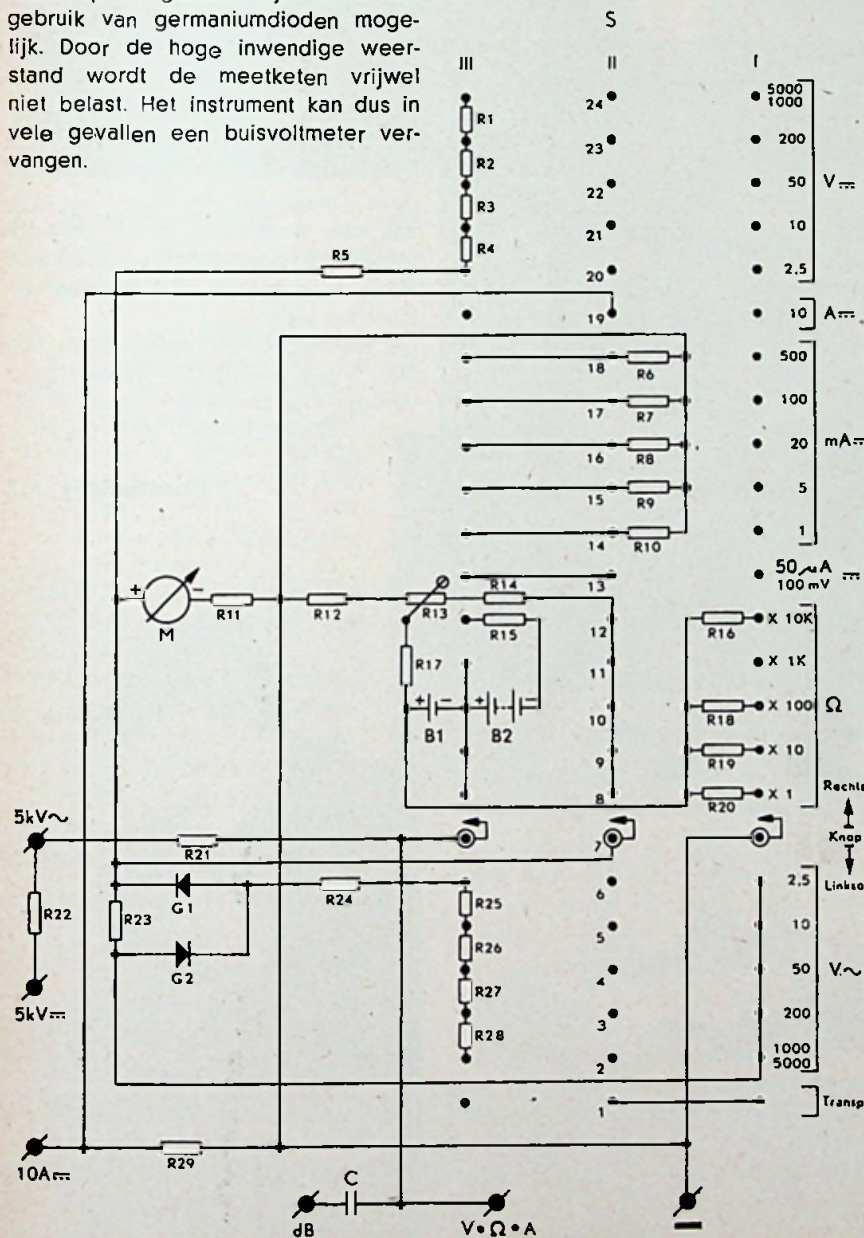 gebruik van germaniumdioden moge-
lijk. Door de hoge inwendige weer-
stand wordt de meetketen vrijwel
niet belast. Het instrument kan dus in
vele gevallen een buisvoltmeter ver-
vangen.
S
III II I
R1 24 5000
1000
23 200
R2
22 50 V
R3
21 10
R4
R5 20 2.5
19 10 A
18 R6 500
17 R7 100
16 R8 20 mA
15 R9 5
14 R10 1
13 50 µA
100 mV
+ M - R11 R12 R13 R14
R15 12 R16 X 10K
R17 11 X 1K
+ - + - 10 R18 X 100 Ω
B1 B2
9 R19 X 10
8 R20 X 1
Rechts
5kV~ R21 7 Knop
G1 R24 6 2.5 Linkso
R22 R23 R25
5 10
G2 R26
4 50 V~
5kV R27
3 200
R28
2 1000
5000
1 Transp
10A R29
C
dB V•Ω•A —